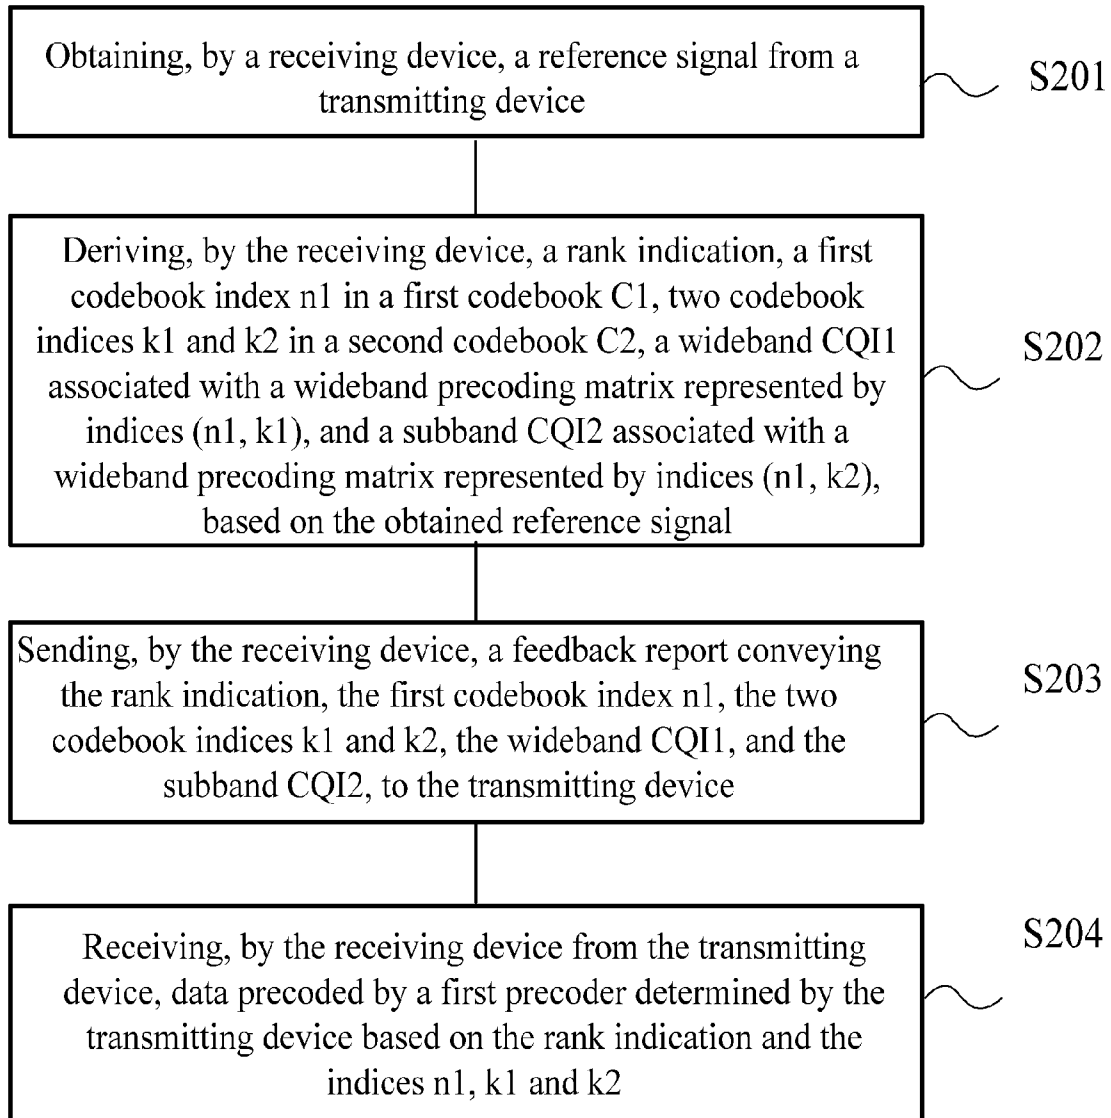 Obtaining, by a receiving device, a reference signal from a
transmitting device
S201
Deriving, by the receiving device, a rank indication, a first
codebook index n1 in a first codebook C1, two codebook
indices k1 and k2 in a second codebook C2, a wideband CQI1
associated with a wideband precoding matrix represented by
indices (n1, k1), and a subband CQI2 associated with a
wideband precoding matrix represented by indices (n1, k2),
based on the obtained reference signal
S202
Sending, by the receiving device, a feedback report conveying
the rank indication, the first codebook index n1, the two
codebook indices k1 and k2, the wideband CQI1, and the
subband CQI2, to the transmitting device
S203
Receiving, by the receiving device from the transmitting
device, data precoded by a first precoder determined by the
transmitting device based on the rank indication and the
indices n1, k1 and k2
S204